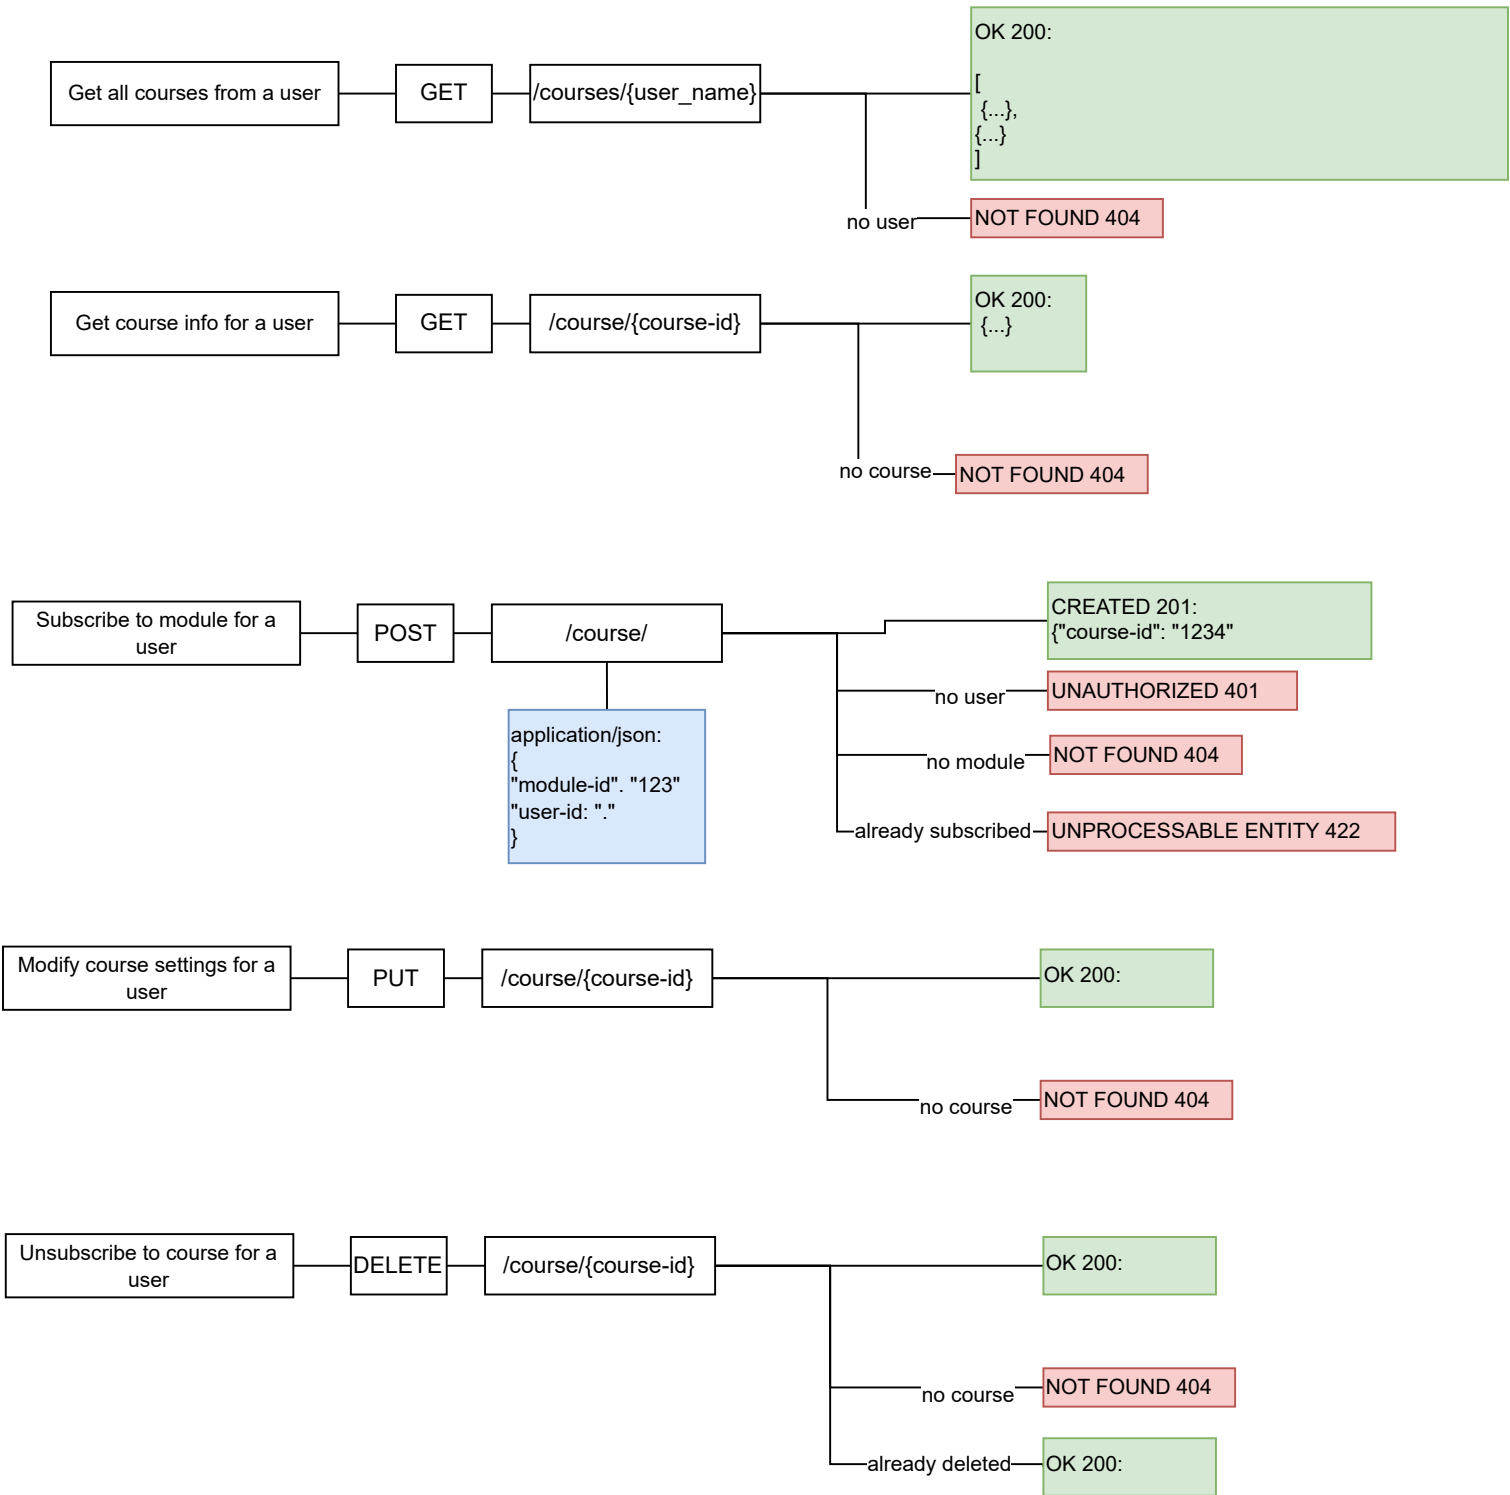 Get all courses from a user
GET
/courses/{user_name}
OK 200:
[
{...},
{...}
]
no user
NOT FOUND 404
Get course info for a user
GET
/course/{course-id}
OK 200:
{...}
no course
NOT FOUND 404
Subscribe to module for a
user
POST
/course/
application/json:
{
"module-id". "123"
"user-id: "."
}
CREATED 201:
{"course-id": "1234"
no user
UNAUTHORIZED 401
no module
NOT FOUND 404
already subscribed
UNPROCESSABLE ENTITY 422
Modify course settings for a
user
PUT
/course/{course-id}
OK 200:
no course
NOT FOUND 404
Unsubscribe to course for a
user
DELETE
/course/{course-id}
OK 200:
no course
NOT FOUND 404
already deleted
OK 200: